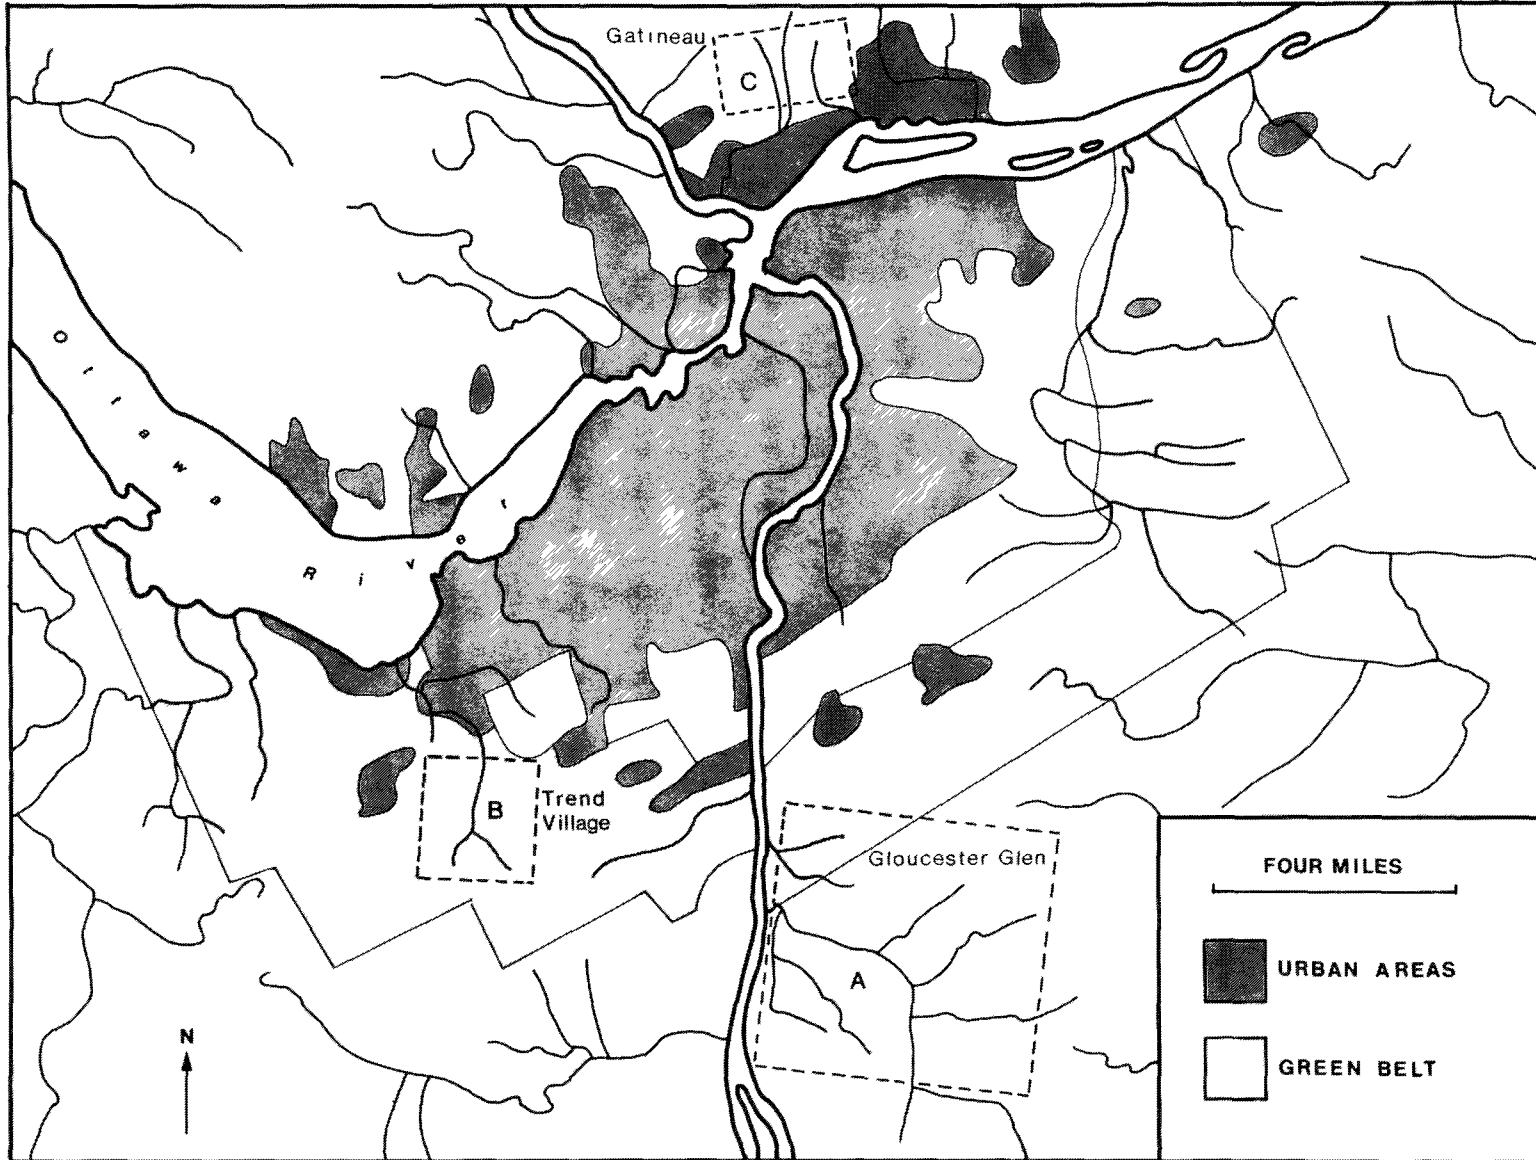 Gatineau
C
Ottawa
River
B
Trend
Village
Gloucester Glen
A
N
FOUR MILES
URBAN AREAS
GREEN BELT